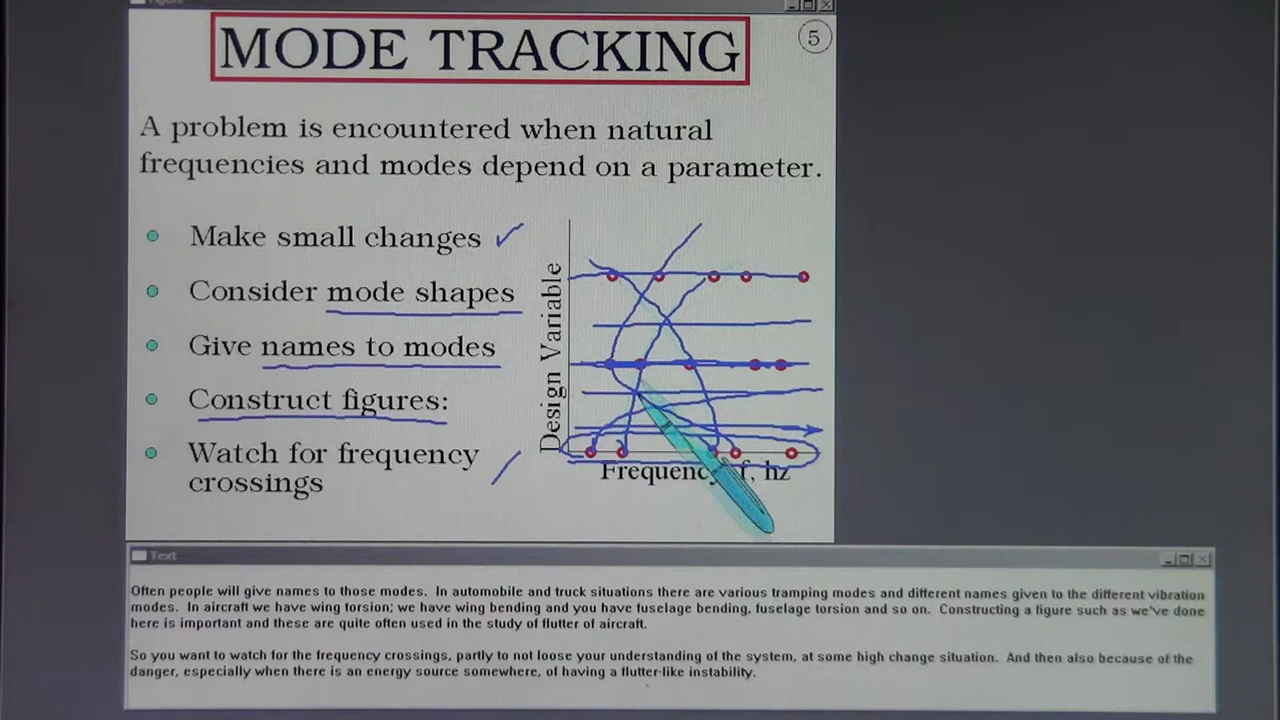 MODE TRACKING
5
A problem is encountered when natural
frequencies and modes depend on a parameter.
Make small changes
Consider mode shapes
Give names to modes
Construct figures:
Watch for frequency
crossings
Design Variable
Frequency f, hz
Text
Often people will give names to those modes. In automobile and truck situations there are various tramping modes and different names given to the different vibration
modes. In aircraft we have wing torsion; we have wing bending and you have fuselage bending, fuselage torsion and so on. Constructing a figure such as we've done
here is important and these are quite often used in the study of flutter of aircraft.
So you want to watch for the frequency crossings, partly to not loose your understanding of the system, at some high change situation. And then also because of the
danger, especially when there is an energy source somewhere, of having a flutter-like instability.